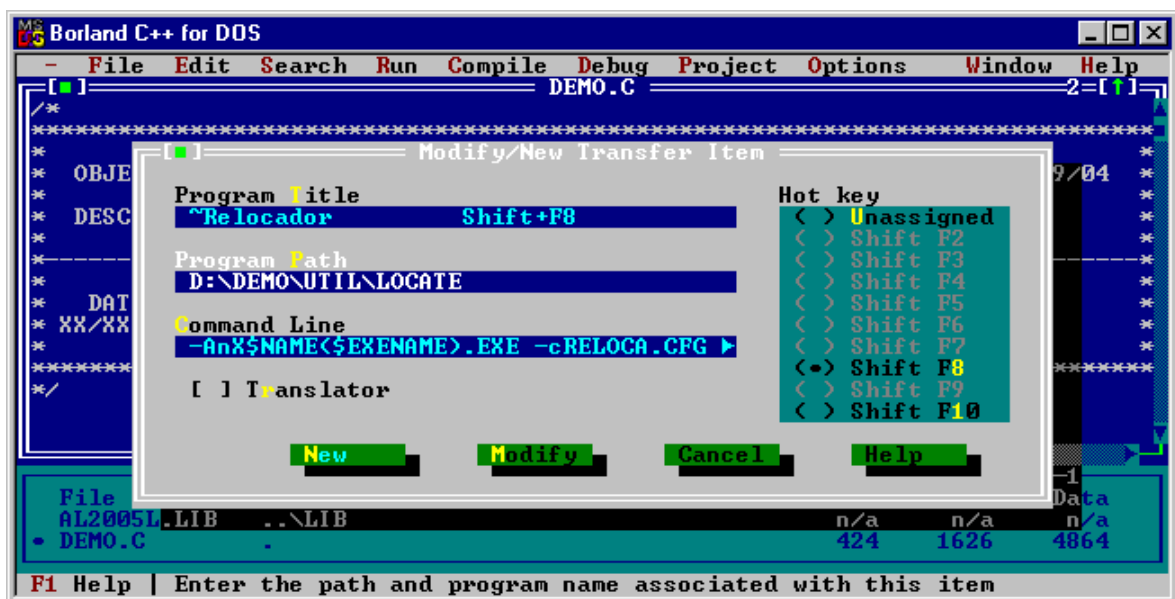 Borland C++ for DOS
- File Edit Search Run Compile Debug Project Options Window Help
[■] DEMO.C 2=[↑]
/*
*******************************************************************************
[■] Modify/New Transfer Item
* *
* OBJE 9/04 *
Program Title Hot key
~Relocador Shift+F8 ( ) Unassigned
* DESC *
( ) Shift F2
Program Path ( ) Shift F3
D:\DEMO\UTIL\LOCATE ( ) Shift F4
* DAT ( ) Shift F5 *
* XX/XX Command Line ( ) Shift F6 *
-AnX$NAME($EXENAME).EXE -cRELOCA.CFG ► ( ) Shift F7
******* (•) Shift F8 ******
*/ [ ] Translator ( ) Shift F9
( ) Shift F10
New Modify Cancel Help
1
File Data
AL2005L.LIB ..\LIB n/a n/a n/a
• DEMO.C . 424 1626 4864
F1 Help | Enter the path and program name associated with this item